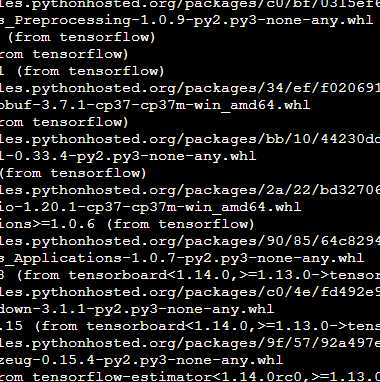 les.pythonhosted.org/packages/c0/bf/0315ef6
s_Preprocessing-1.0.9-py2.py3-none-any.whl
(from tensorflow)
rom tensorflow)
1 (from tensorflow)
les.pythonhosted.org/packages/34/ef/f020691
obuf-3.7.1-cp37-cp37m-win_amd64.whl
rom tensorflow)
les.pythonhosted.org/packages/bb/10/44230dd
l-0.33.4-py2.py3-none-any.whl
(from tensorflow)
les.pythonhosted.org/packages/2a/22/bd32706
io-1.20.1-cp37-cp37m-win_amd64.whl
ions>=1.0.6 (from tensorflow)
les.pythonhosted.org/packages/90/85/64c8294
s_Applications-1.0.7-py2.py3-none-any.whl
8 (from tensorboard<1.14.0,>=1.13.0->tensor
les.pythonhosted.org/packages/c0/4e/fd492e9
down-3.1.1-py2.py3-none-any.whl
.15 (from tensorboard<1.14.0,>=1.13.0->tens
les.pythonhosted.org/packages/9f/57/92a497e
zeug-0.15.4-py2.py3-none-any.whl
rom tensorflow-estimator<1.14.0rc0,>=1.13.0